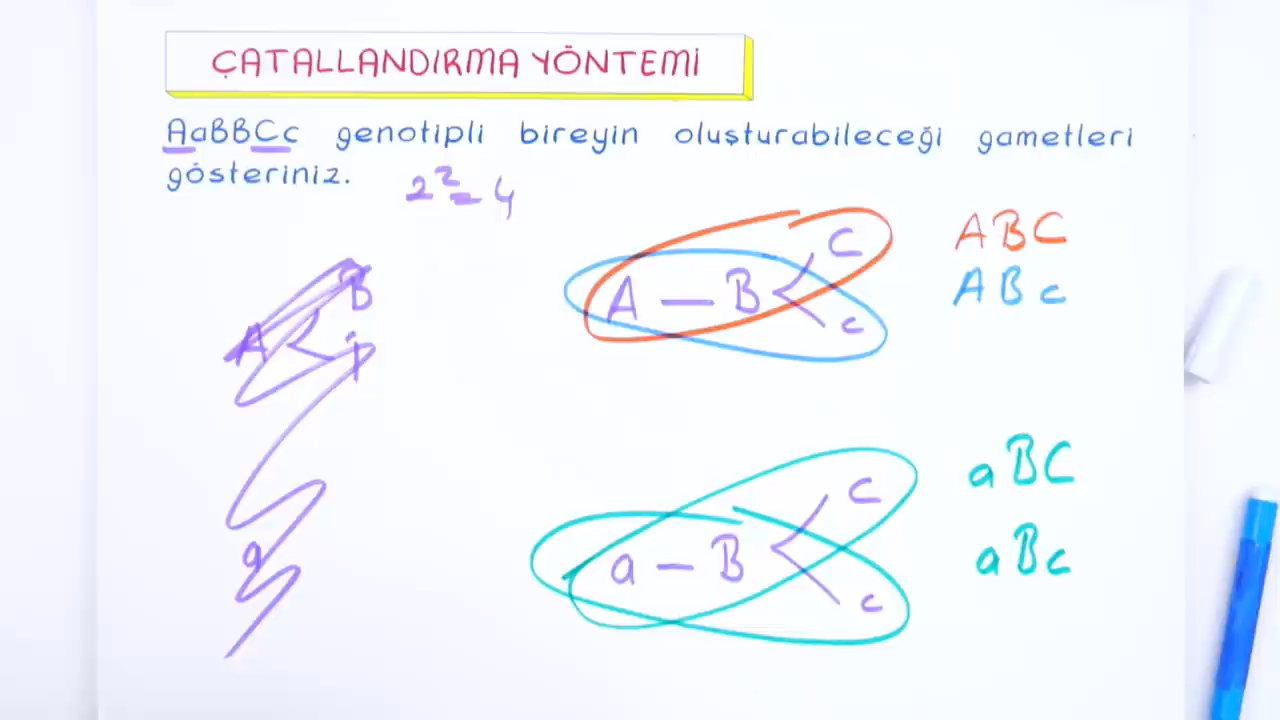 ÇATALLANDIRMA YÖNTEMİ
AaBBCc genotipli bireyin oluşturabileceği gametleri
gösteriniz. 2² = 4
A — B < C c
ABC
ABc
A < B
a
a — B < C c
aBC
aBc